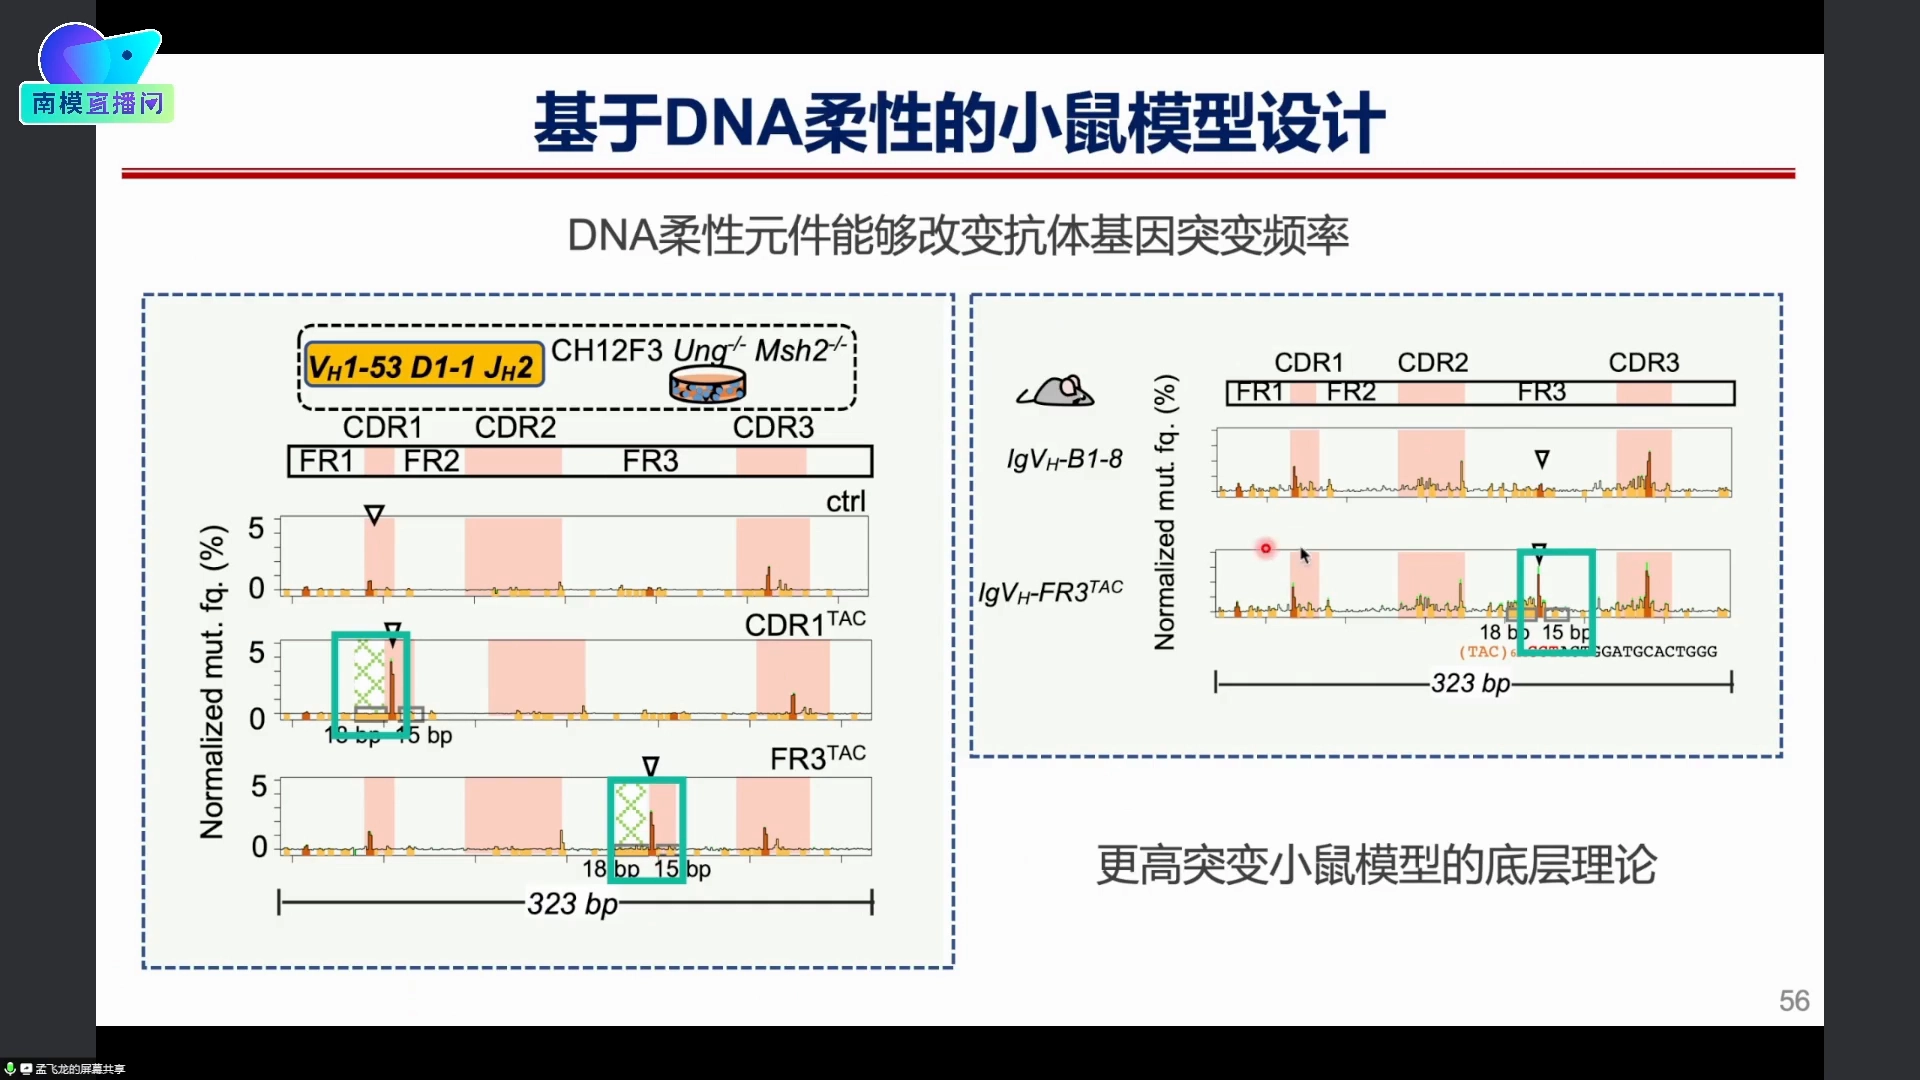 南模直播间
基于DNA柔性的小鼠模型设计
DNA柔性元件能够改变抗体基因突变频率
VH1-53 D1-1 JH2 CH12F3 Ung-/- Msh2-/-
CDR1 CDR2 CDR3
FR1 FR2 FR3
Normalized mut. fq. (%)
ctrl
5
0
CDR1TAC
5
0
18 bp 15 bp
FR3TAC
5
0
18 bp 15 bp
323 bp
CDR1 CDR2 CDR3
FR1 FR2 FR3
Normalized mut. fq. (%)
IgVH-B1-8
IgVH-FR3TAC
18 bp 15 bp
(TAC)6 GGATGCACTGGG
323 bp
更高突变小鼠模型的底层理论
56
孟飞龙的屏幕共享